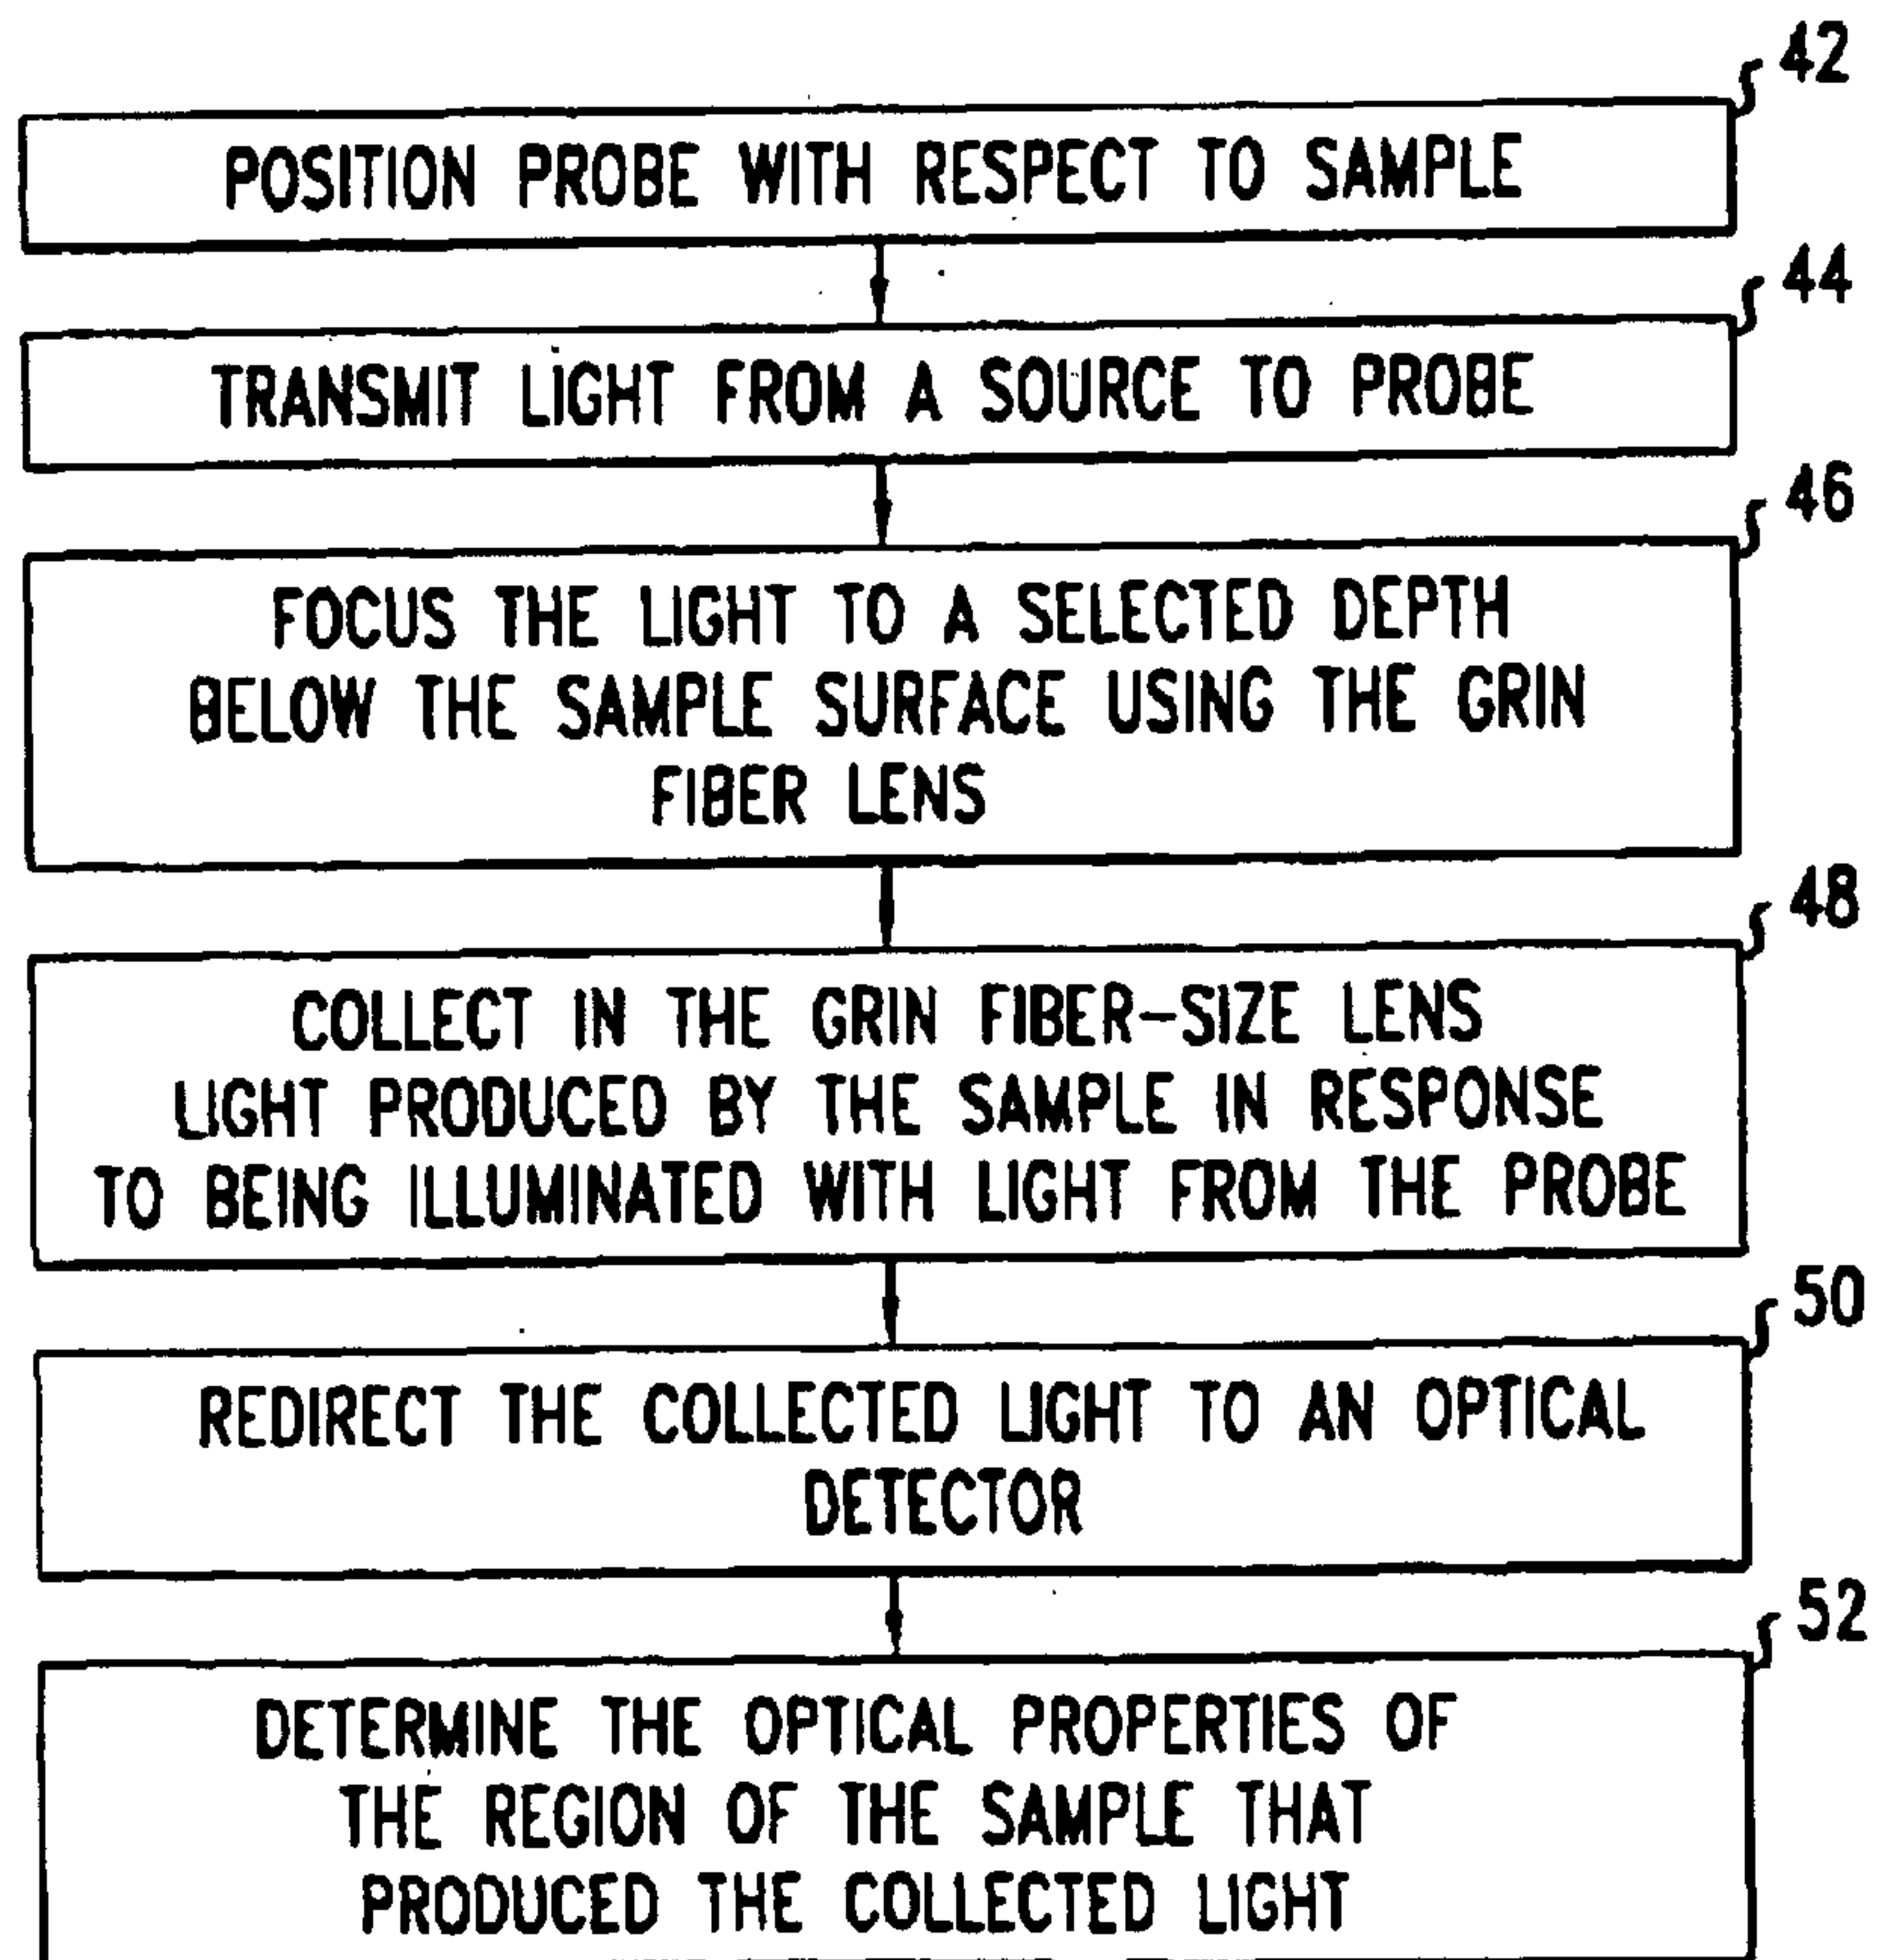 42
POSITION PROBE WITH RESPECT TO SAMPLE
44
TRANSMIT LIGHT FROM A SOURCE TO PROBE
46
FOCUS THE LIGHT TO A SELECTED DEPTH
BELOW THE SAMPLE SURFACE USING THE GRIN
FIBER LENS
48
COLLECT IN THE GRIN FIBER-SIZE LENS
LIGHT PRODUCED BY THE SAMPLE IN RESPONSE
TO BEING ILLUMINATED WITH LIGHT FROM THE PROBE
50
REDIRECT THE COLLECTED LIGHT TO AN OPTICAL
DETECTOR
52
DETERMINE THE OPTICAL PROPERTIES OF
THE REGION OF THE SAMPLE THAT
PRODUCED THE COLLECTED LIGHT